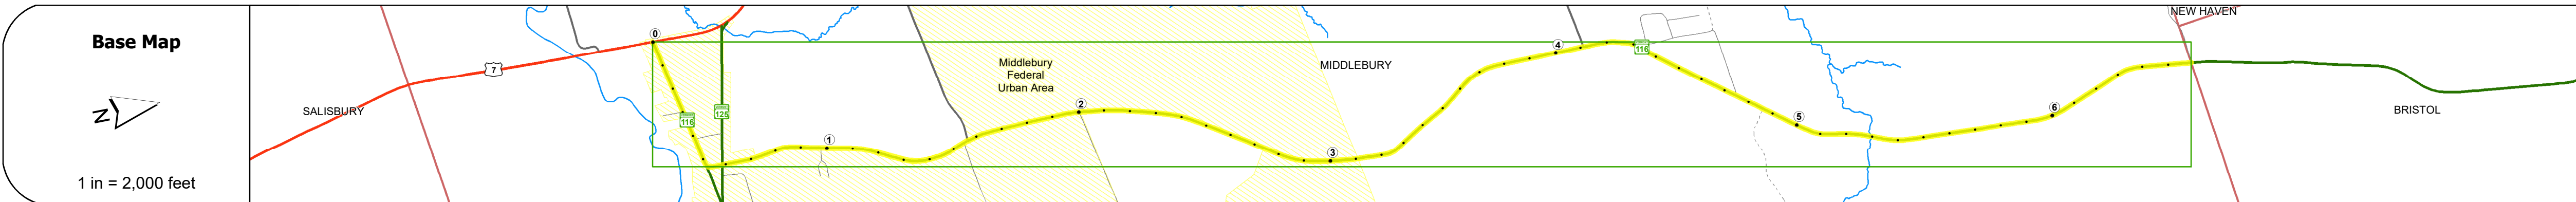 Base Map
N
1 in = 2,000 feet
SALISBURY
7
0
116
125
1
Middlebury
Federal
Urban Area
2
MIDDLEBURY
3
4
116
5
6
NEW HAVEN
BRISTOL